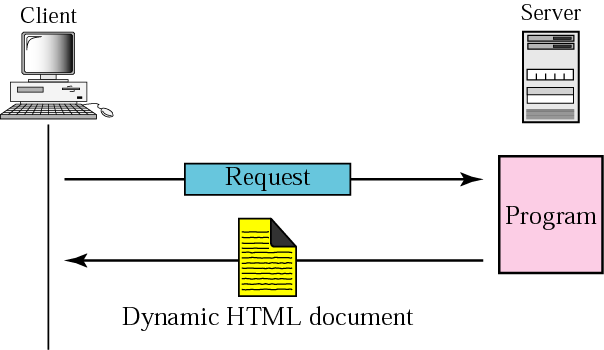 Client
Server
Request
Program
Dynamic HTML document